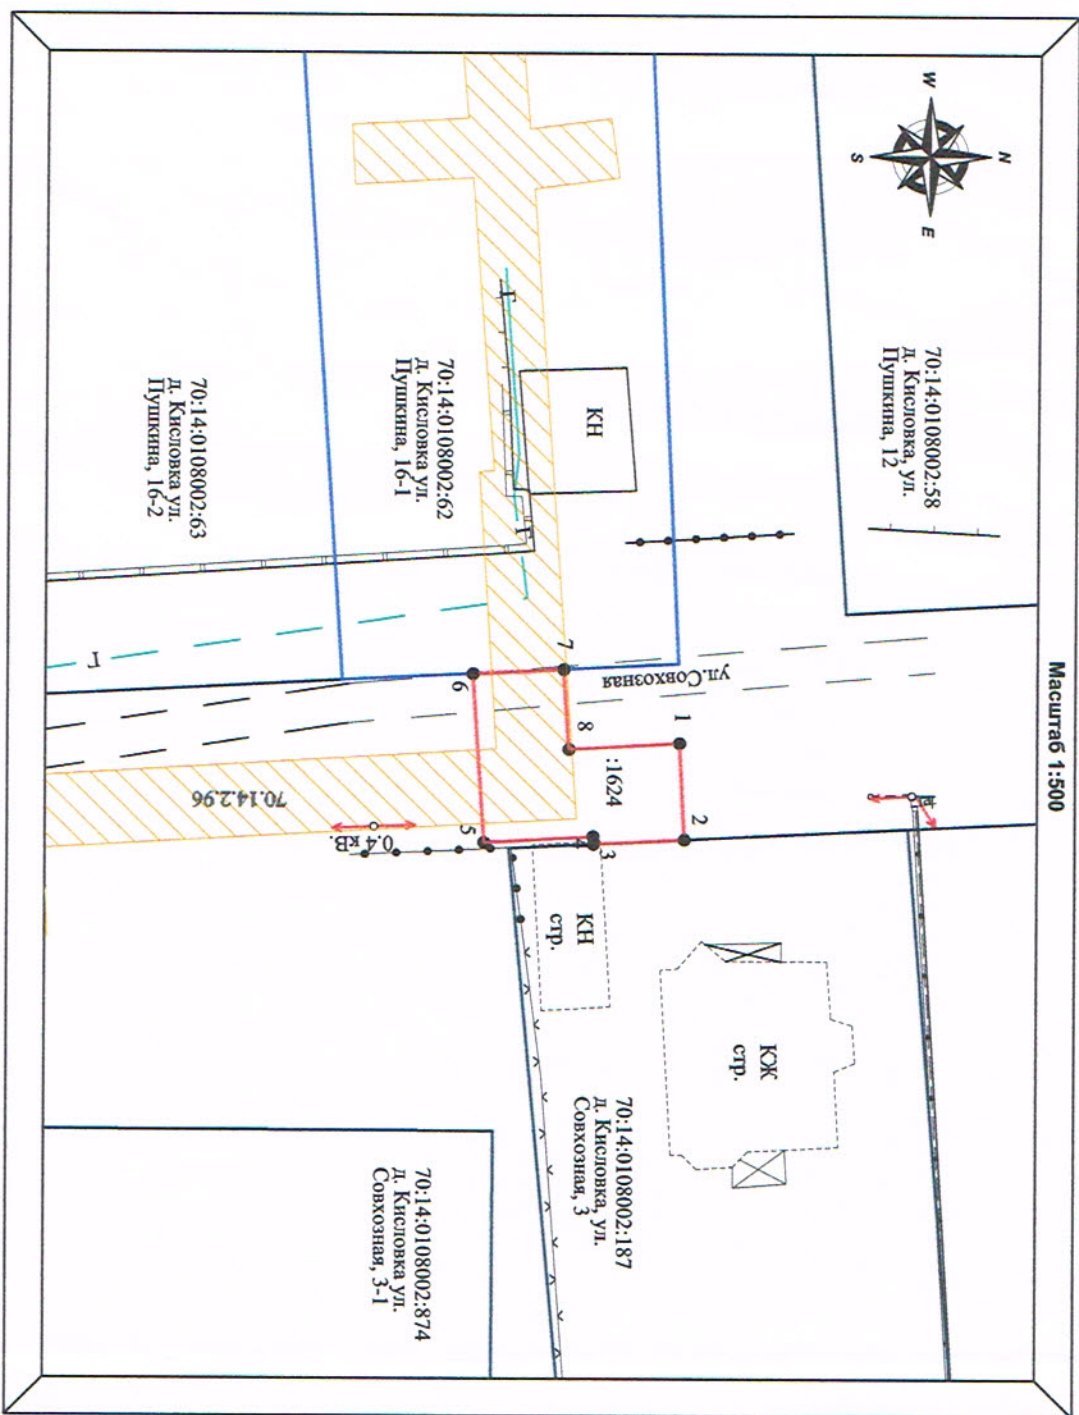 Масштаб 1:500
N
W
E
S
70:14:0108002:58
д. Кисловка, ул.
Пушкина, 12
КН
70:14:0108002:62
д. Кисловка ул.
Пушкина, 16-1
70:14:0108002:63
д. Кисловка ул.
Пушкина, 16-2
Г
Г
Г
ул.Совхозная
1
2
3
4
5
6
7
8
:1624
70.14.2.96
0.4 кВ.
КН
стр.
КЖ
стр.
70:14:0108002:187
д. Кисловка, ул.
Совхозная, 3
70:14:0108002:874
д. Кисловка ул.
Совхозная, 3-1